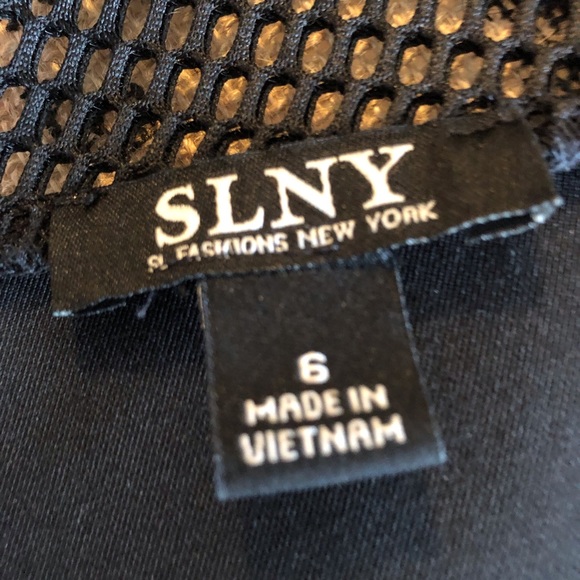 SLNY
SL FASHIONS NEW YORK
6
MADE IN
VIETNAM